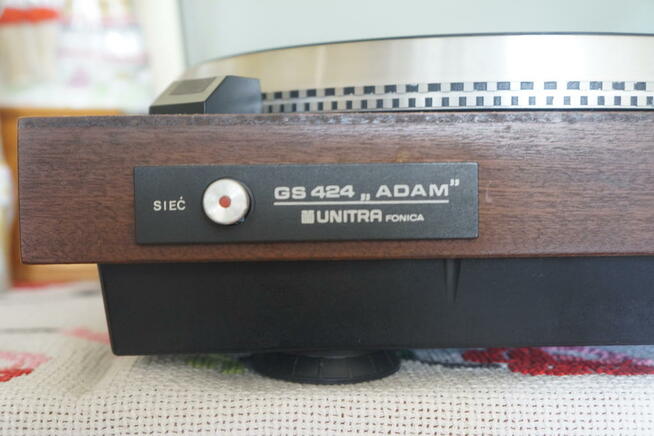 SIEĆ
GS 424 „ADAM”
UNITRA FONICA